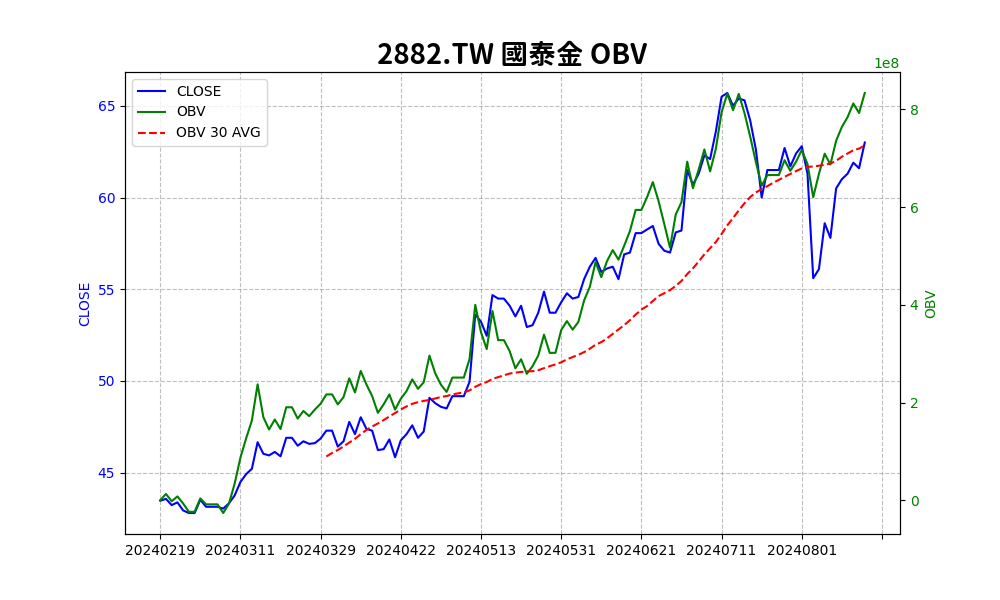 2882.TW 國泰金 OBV
1e8
CLOSE
OBV
OBV 30 AVG
65
60
55
50
45
CLOSE
8
6
4
2
0
OBV
20240219 20240311 20240329 20240422 20240513 20240531 20240621 20240711 20240801